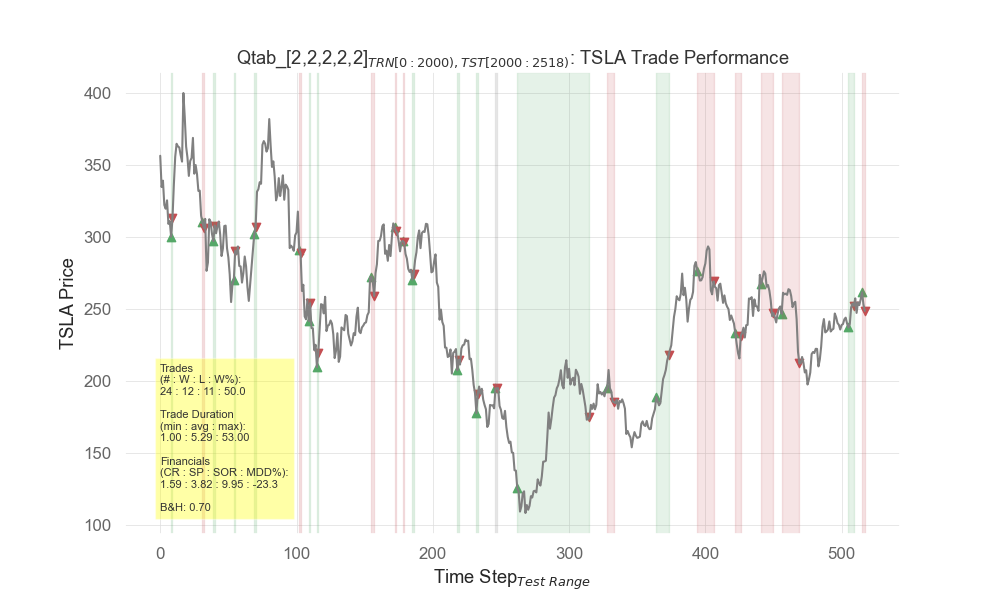 Qtab_[2,2,2,2,2]TRN[0 : 2000), TST[2000 : 2518): TSLA Trade Performance
400
350
300
250
200
150
100
TSLA Price
Trades
(# : W : L : W%):
24 : 12 : 11 : 50.0
Trade Duration
(min : avg : max):
1.00 : 5.29 : 53.00
Financials
(CR : SP : SOR : MDD%):
1.59 : 3.82 : 9.95 : -23.3
B&H: 0.70
0 100 200 300 400 500
Time StepTest Range